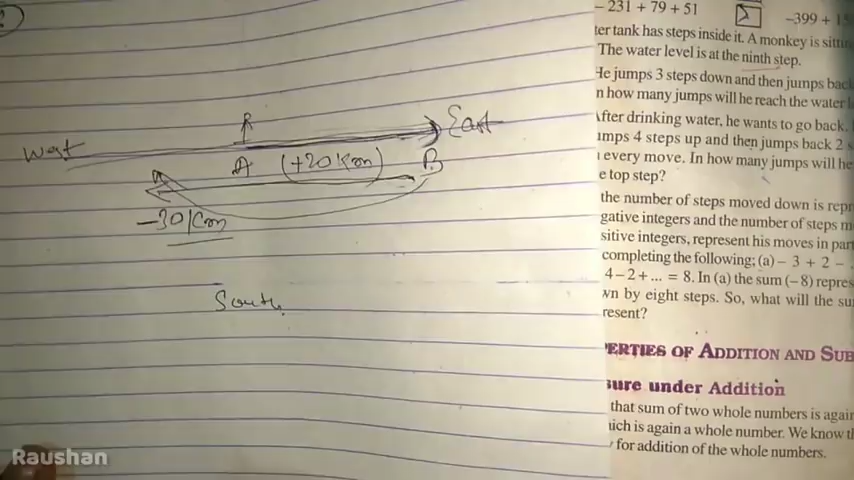 West
East
A (+20 Km) B
-30 Km
South
Raushan
- 231 + 79 + 51
-399 + 15
ter tank has steps inside it. A monkey is sittin
The water level is at the ninth step.
He jumps 3 steps down and then jumps back
n how many jumps will he reach the water l
After drinking water, he wants to go back.
umps 4 steps up and then jumps back 2 s
every move. In how many jumps will he
e top step?
the number of steps moved down is repr
gative integers and the number of steps m
sitive integers, represent his moves in part
completing the following; (a) - 3 + 2 -
4 - 2 + ... = 8. In (a) the sum (- 8) repres
wn by eight steps. So, what will the su
resent?
PERTIES OF ADDITION AND SUB
sure under Addition
that sum of two whole numbers is again
hich is again a whole number. We know th
for addition of the whole numbers.